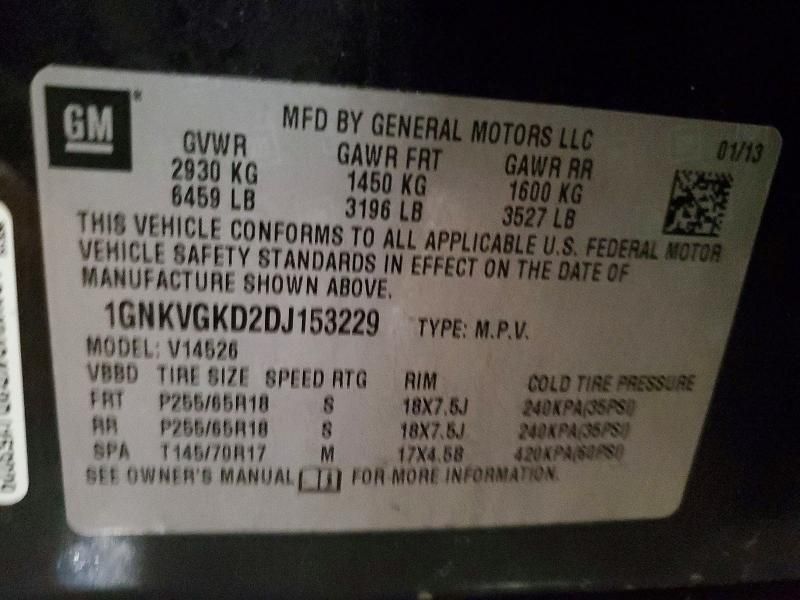 GM
MFD BY GENERAL MOTORS LLC
01/13
GVWR GAWR FRT GAWR RR
2930 KG 1450 KG 1600 KG
6459 LB 3196 LB 3527 LB
THIS VEHICLE CONFORMS TO ALL APPLICABLE U.S. FEDERAL MOTOR
VEHICLE SAFETY STANDARDS IN EFFECT ON THE DATE OF
MANUFACTURE SHOWN ABOVE.
1GNKVGKD2DJ153229 TYPE: M.P.V.
MODEL: V14526
VBBD TIRE SIZE SPEED RTG RIM COLD TIRE PRESSURE
FRT P255/65R18 S 18X7.5J 240KPA(35PSI)
RR P255/65R18 S 18X7.5J 240KPA(35PSI)
SPA T145/70R17 M 17X4.5B 420KPA(60PSI)
SEE OWNER'S MANUAL FOR MORE INFORMATION.